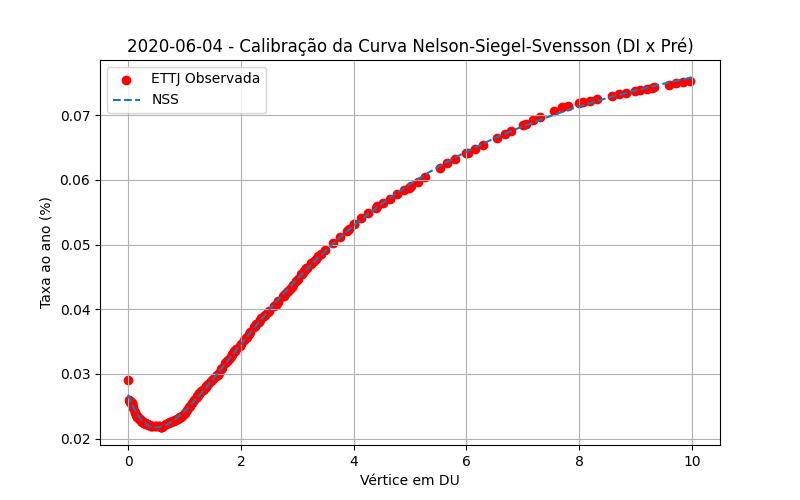 2020-06-04 - Calibração da Curva Nelson-Siegel-Svensson (DI x Pré)
ETTJ Observada
NSS
Taxa ao ano (%)
0.07
0.06
0.05
0.04
0.03
0.02
0 2 4 6 8 10
Vértice em DU